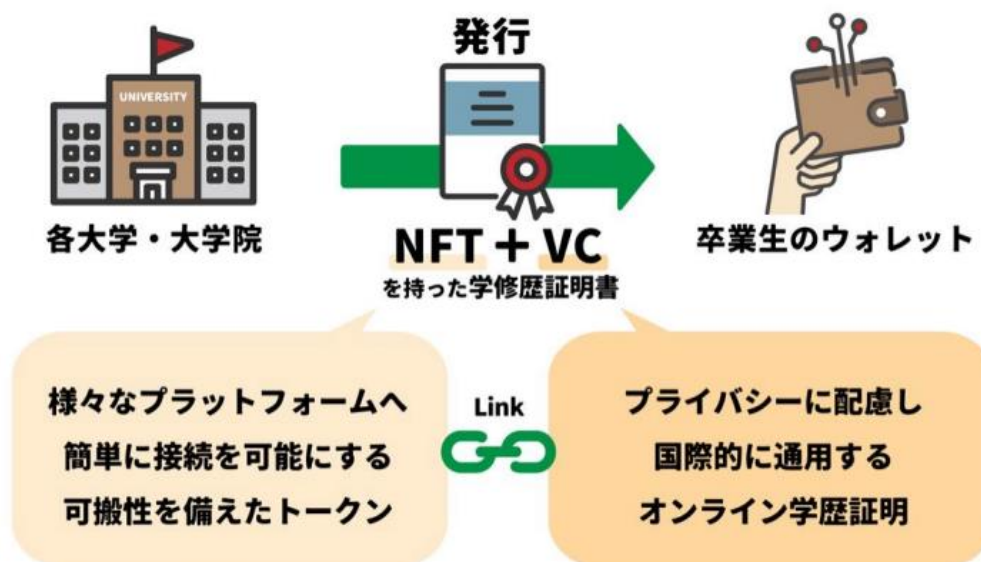 発行
UNIVERSITY
各大学・大学院
NFT + VC
を持った学修歴証明書
卒業生のウォレット
様々なプラットフォームへ
簡単に接続を可能にする
可搬性を備えたトークン
Link
プライバシーに配慮し
国際的に通用する
オンライン学歴証明